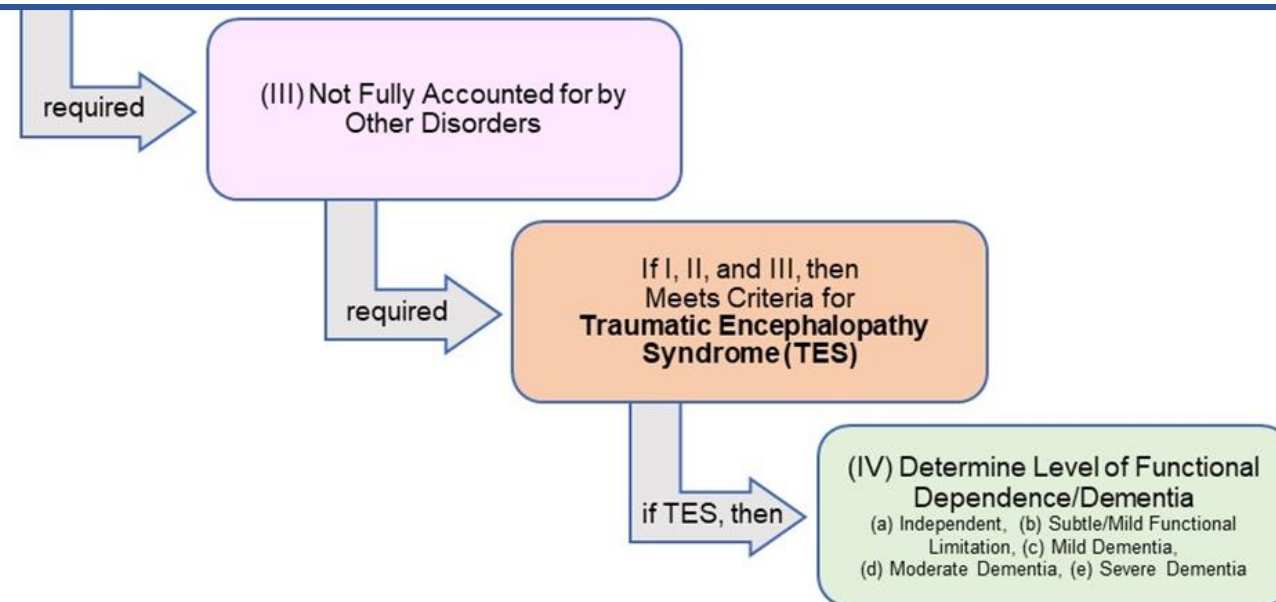 required
(III) Not Fully Accounted for by
Other Disorders
required
If I, II, and III, then
Meets Criteria for
Traumatic Encephalopathy
Syndrome (TES)
if TES, then
(IV) Determine Level of Functional
Dependence/Dementia
(a) Independent, (b) Subtle/Mild Functional
Limitation, (c) Mild Dementia,
(d) Moderate Dementia, (e) Severe Dementia